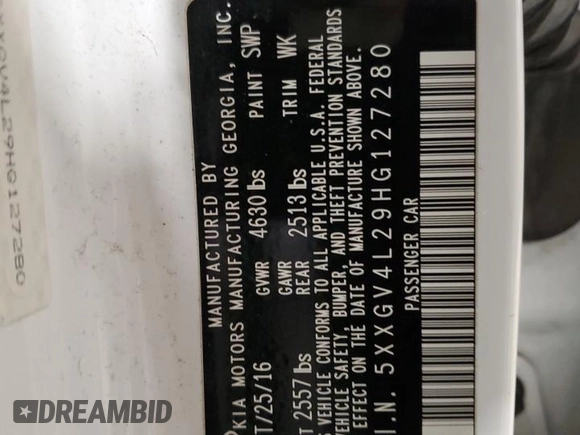 MANUFACTURED BY
KIA MOTORS MANUFACTURING GEORGIA, INC.
T/25/16 GVWR 4630 lbs PAINT SWP
GAWR
T 2557 lbs REAR 2513 lbs TRIM WK
S VEHICLE CONFORMS TO ALL APPLICABLE U.S.A. FEDERAL
VEHICLE SAFETY, BUMPER, AND THEFT PREVENTION STANDARDS
EFFECT ON THE DATE OF MANUFACTURE SHOWN ABOVE.
I.N. 5XXGV4L29HG127280
PASSENGER CAR
XXGV4L29HG127280
DREAMBID